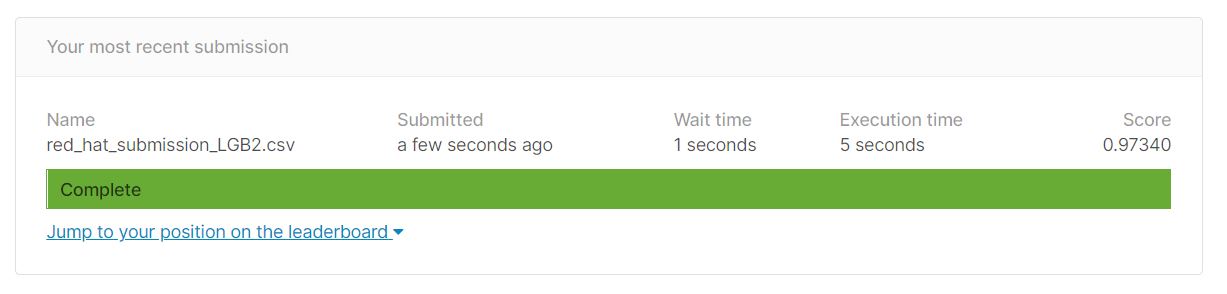 Your most recent submission
Name Submitted Wait time Execution time Score
red_hat_submission_LGB2.csv a few seconds ago 1 seconds 5 seconds 0.97340
Complete
Jump to your position on the leaderboard